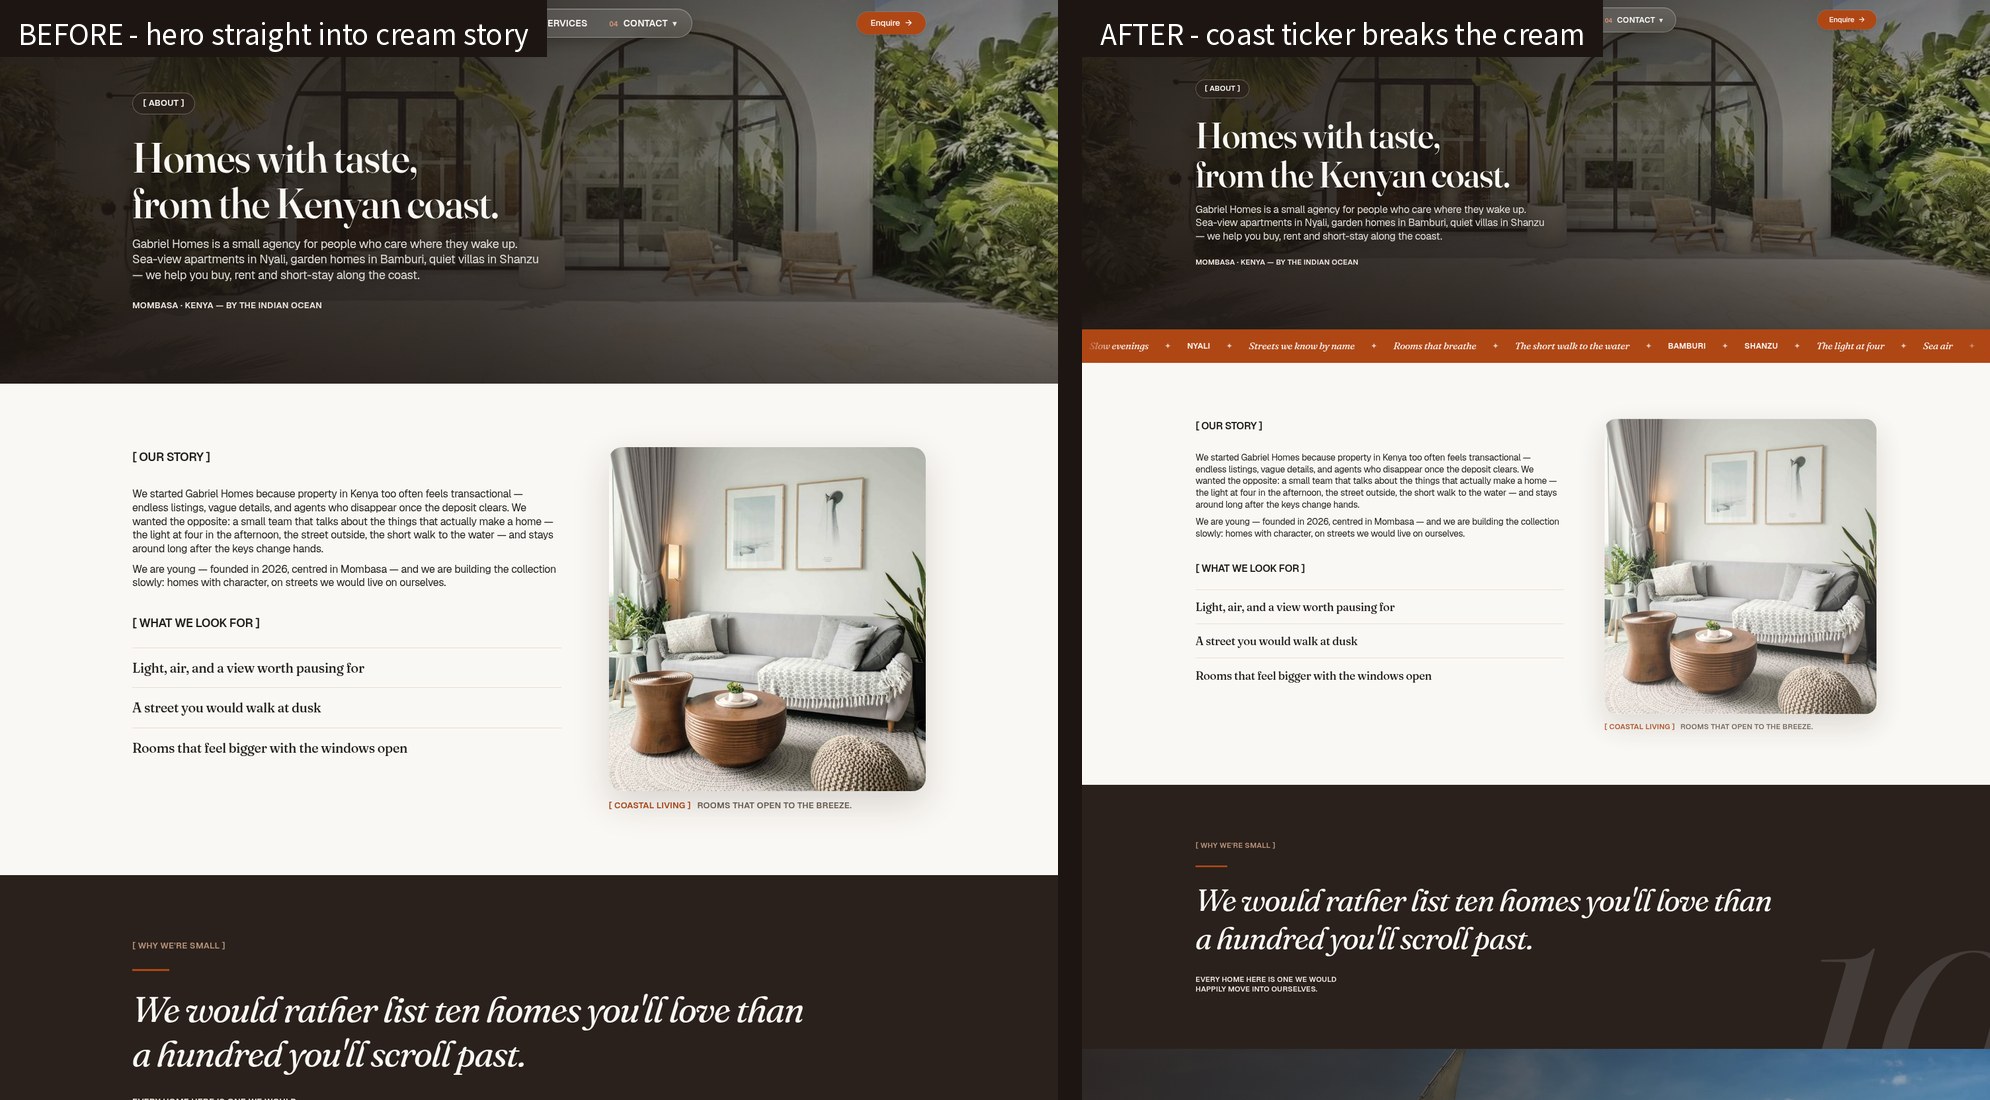 BEFORE - hero straight into cream story
ERVICES
04 CONTACT ▾
Enquire →
[ ABOUT ]
Homes with taste,
from the Kenyan coast.
Gabriel Homes is a small agency for people who care where they wake up.
Sea-view apartments in Nyali, garden homes in Bamburi, quiet villas in Shanzu
— we help you buy, rent and short-stay along the coast.
MOMBASA · KENYA — BY THE INDIAN OCEAN
[ OUR STORY ]
We started Gabriel Homes because property in Kenya too often feels transactional —
endless listings, vague details, and agents who disappear once the deposit clears. We
wanted the opposite: a small team that talks about the things that actually make a home —
the light at four in the afternoon, the street outside, the short walk to the water — and stays
around long after the keys change hands.
We are young — founded in 2026, centred in Mombasa — and we are building the collection
slowly: homes with character, on streets we would live on ourselves.
[ WHAT WE LOOK FOR ]
Light, air, and a view worth pausing for
A street you would walk at dusk
Rooms that feel bigger with the windows open
[ COASTAL LIVING ] ROOMS THAT OPEN TO THE BREEZE.
[ WHY WE'RE SMALL ]
We would rather list ten homes you'll love than
a hundred you'll scroll past.
EVERY HOME HERE IS ONE WE WOULD
AFTER - coast ticker breaks the cream
04 CONTACT ▾
Enquire →
[ ABOUT ]
Homes with taste,
from the Kenyan coast.
Gabriel Homes is a small agency for people who care where they wake up.
Sea-view apartments in Nyali, garden homes in Bamburi, quiet villas in Shanzu
— we help you buy, rent and short-stay along the coast.
MOMBASA · KENYA — BY THE INDIAN OCEAN
Slow evenings ✦ NYALI ✦ Streets we know by name ✦ Rooms that breathe ✦ The short walk to the water ✦ BAMBURI ✦ SHANZU ✦ The light at four ✦ Sea air ✦
[ OUR STORY ]
We started Gabriel Homes because property in Kenya too often feels transactional —
endless listings, vague details, and agents who disappear once the deposit clears. We
wanted the opposite: a small team that talks about the things that actually make a home —
the light at four in the afternoon, the street outside, the short walk to the water — and stays
around long after the keys change hands.
We are young — founded in 2026, centred in Mombasa — and we are building the collection
slowly: homes with character, on streets we would live on ourselves.
[ WHAT WE LOOK FOR ]
Light, air, and a view worth pausing for
A street you would walk at dusk
Rooms that feel bigger with the windows open
[ COASTAL LIVING ] ROOMS THAT OPEN TO THE BREEZE.
[ WHY WE'RE SMALL ]
We would rather list ten homes you'll love than
a hundred you'll scroll past.
EVERY HOME HERE IS ONE WE WOULD
HAPPILY MOVE INTO OURSELVES.
10